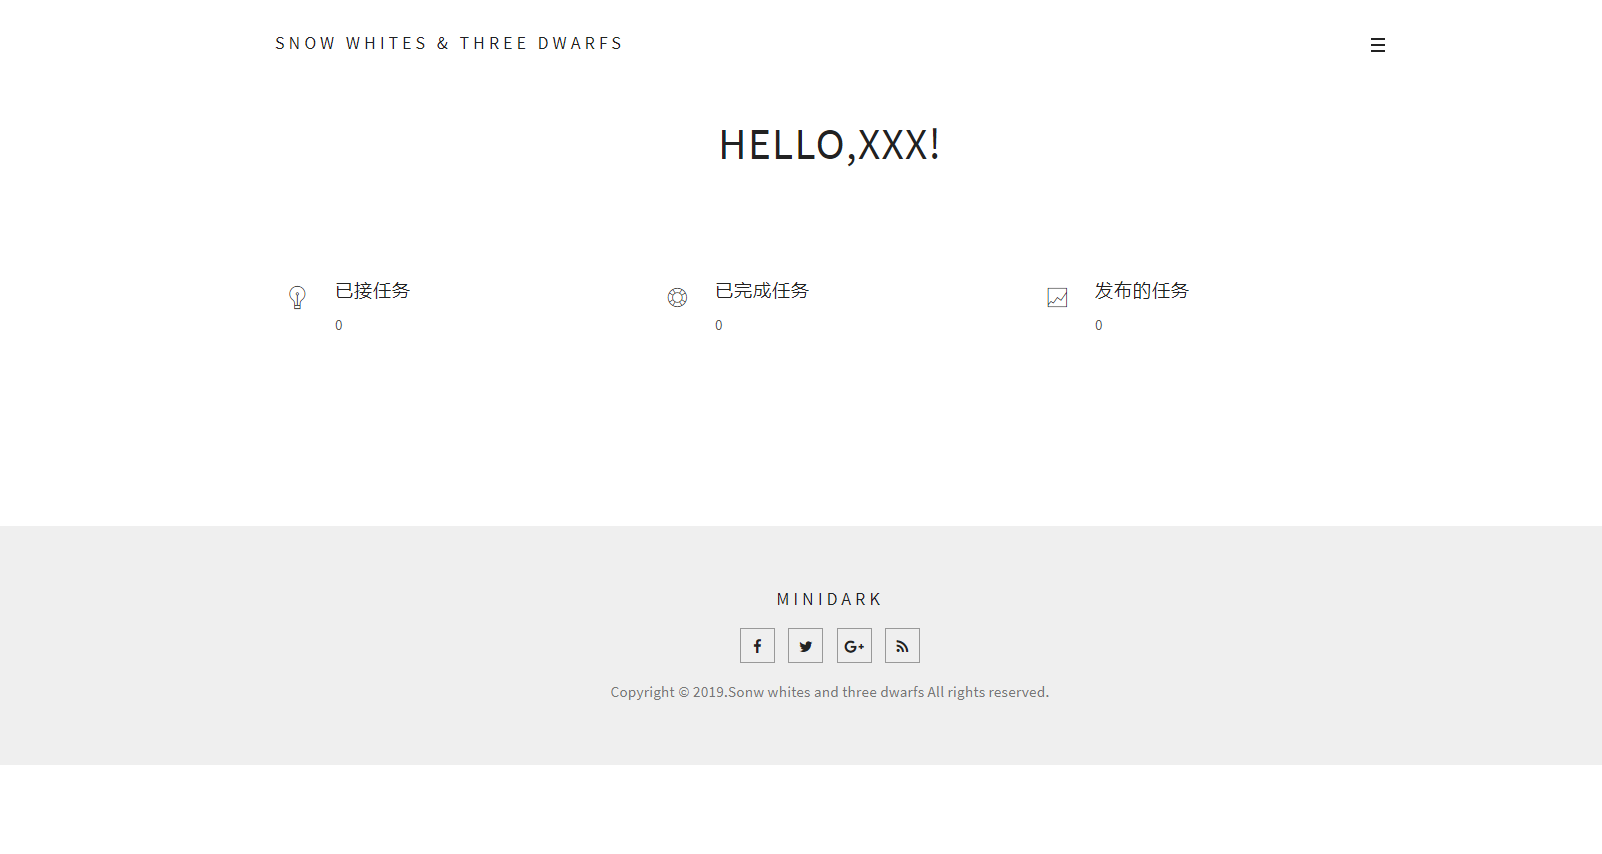 SNOW WHITES & THREE DWARFS
HELLO,XXX!
已接任务
0
已完成任务
0
发布的任务
0
MINIDARK
Copyright © 2019.Sonw whites and three dwarfs All rights reserved.